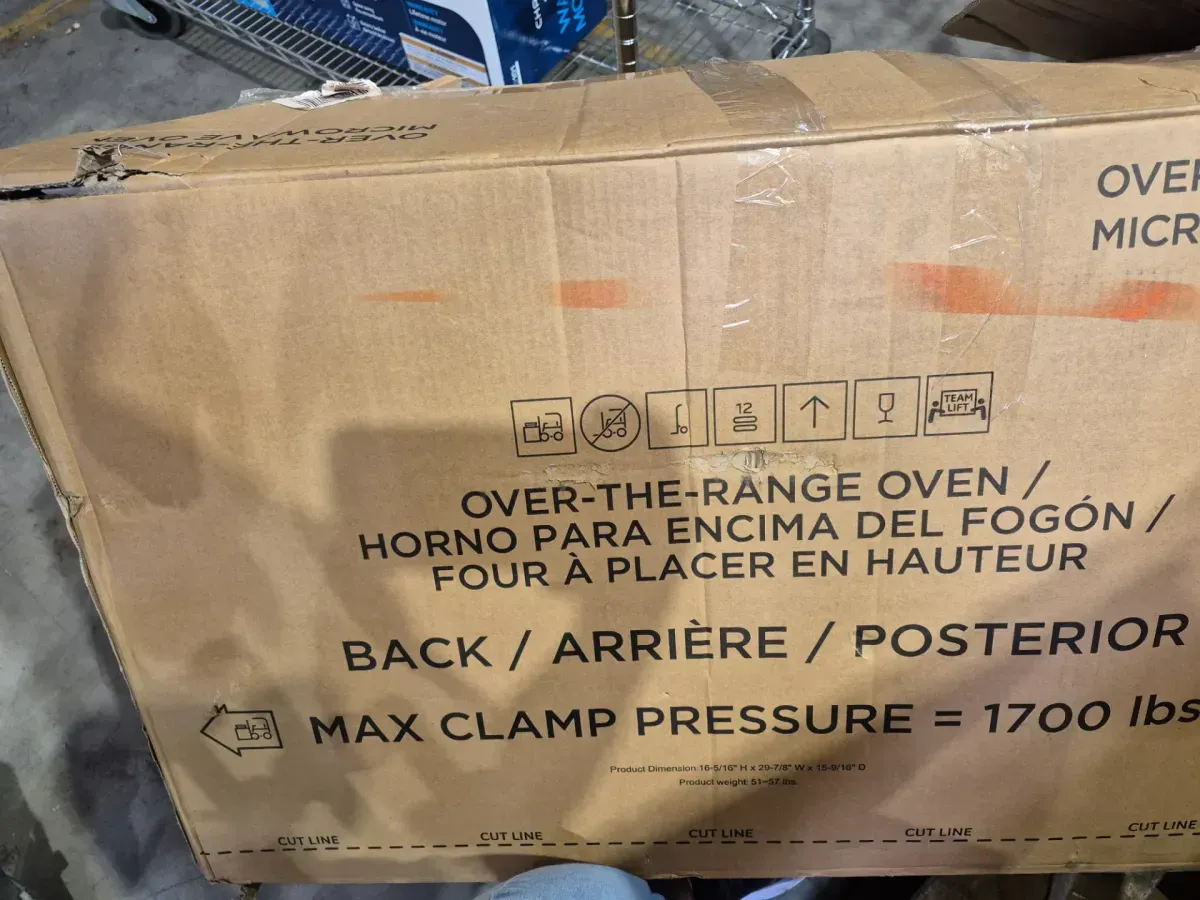 OVER-THE-RANGE
MICROWAVE OVEN
OVER
MICR
12
TEAM
LIFT
OVER-THE-RANGE OVEN /
HORNO PARA ENCIMA DEL FOGÓN /
FOUR À PLACER EN HAUTEUR
BACK / ARRIÈRE / POSTERIOR
MAX CLAMP PRESSURE = 1700 lbs
Product Dimension:16-5/16" H x 29-7/8" W x 15-9/16" D
Product weight: 51~57 lbs.
CUT LINE CUT LINE CUT LINE CUT LINE CUT LINE